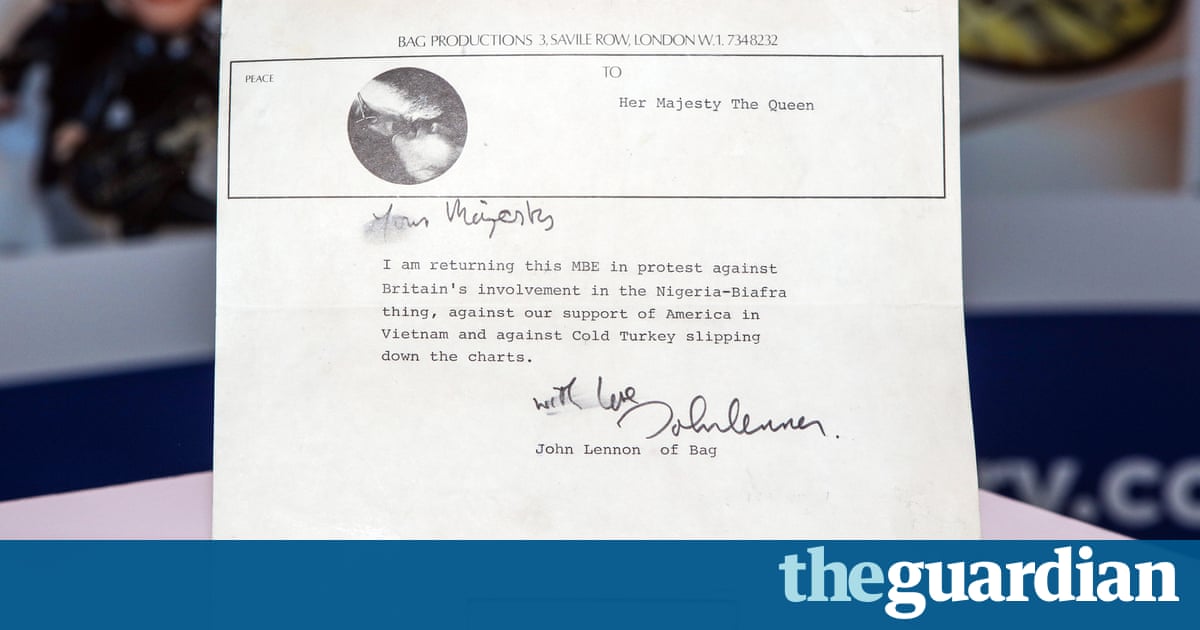 BAG PRODUCTIONS 3, SAVILE ROW, LONDON W.1. 7348232
PEACE
TO
Her Majesty The Queen
Your Majesty
I am returning this MBE in protest against
Britain's involvement in the Nigeria-Biafra
thing, against our support of America in
Vietnam and against Cold Turkey slipping
down the charts.
with love
John Lennon.
John Lennon of Bag
ry.co
theguardian